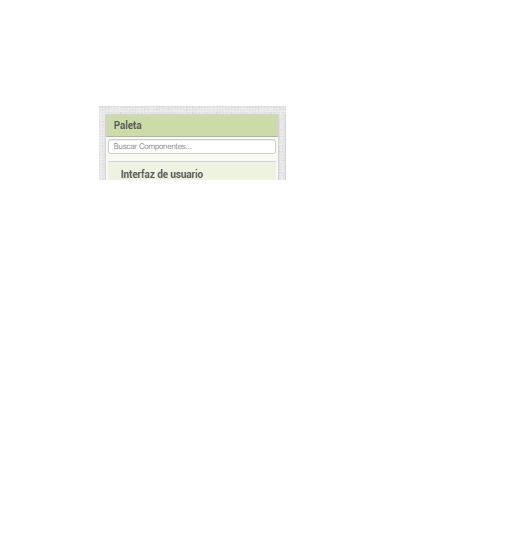 Paleta
Buscar Componentes...
Interfaz de usuario